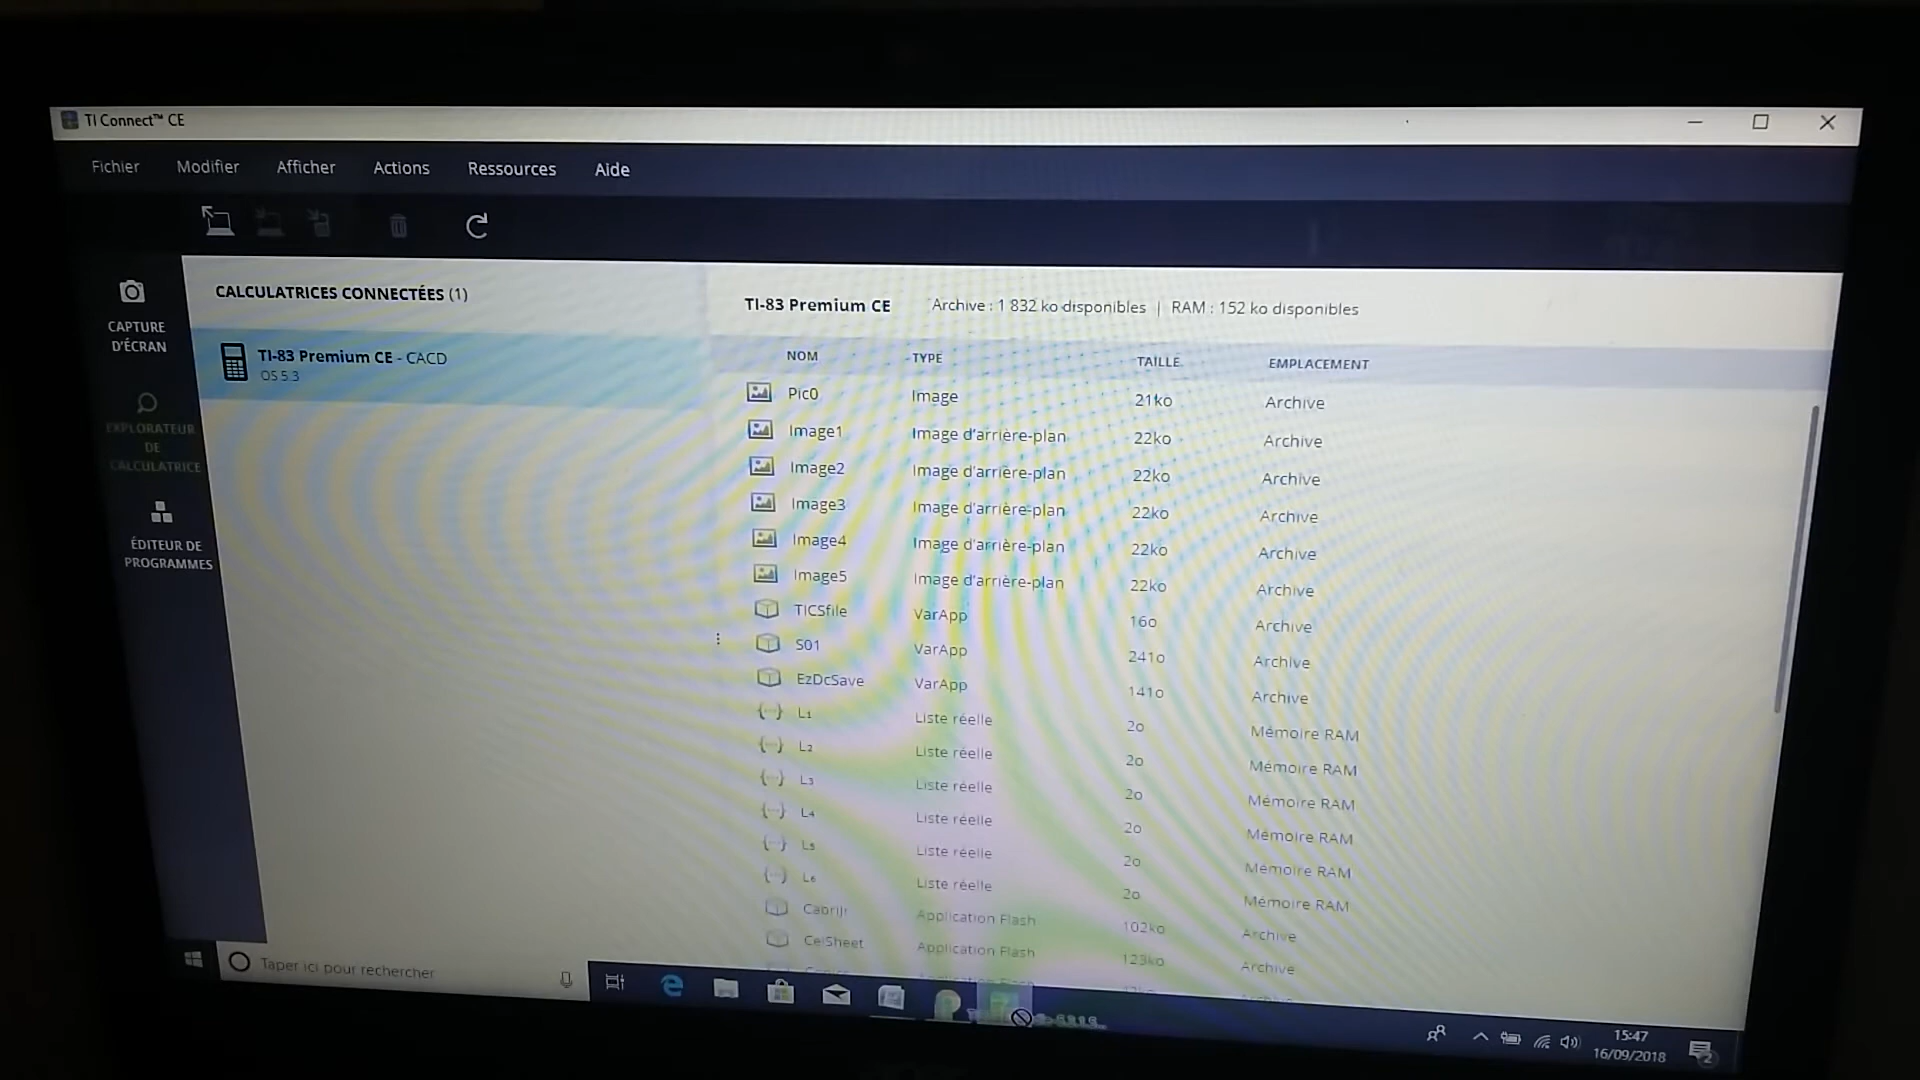 TI Connect™ CE
Fichier Modifier Afficher Actions Ressources Aide
CAPTURE
D'ÉCRAN
EXPLORATEUR
DE
CALCULATRICE
ÉDITEUR DE
PROGRAMMES
CALCULATRICES CONNECTÉES (1)
TI-83 Premium CE - CACD
OS 5.3
TI-83 Premium CE Archive : 1 832 ko disponibles | RAM : 152 ko disponibles
NOM TYPE TAILLE EMPLACEMENT
Pic0 Image 21ko Archive
Image1 Image d'arrière-plan 22ko Archive
Image2 Image d'arrière-plan 22ko Archive
Image3 Image d'arrière-plan 22ko Archive
Image4 Image d'arrière-plan 22ko Archive
Image5 Image d'arrière-plan 22ko Archive
TICSfile VarApp 16o Archive
S01 VarApp 241o Archive
EzDcSave VarApp 141o Archive
L1 Liste réelle 2o Mémoire RAM
L2 Liste réelle 2o Mémoire RAM
L3 Liste réelle 2o Mémoire RAM
L4 Liste réelle 2o Mémoire RAM
L5 Liste réelle 2o Mémoire RAM
L6 Liste réelle 2o Mémoire RAM
CabriJr Application Flash 102ko Archive
CelSheet Application Flash 123ko Archive
Taper ici pour rechercher
15:47
16/09/2018
2